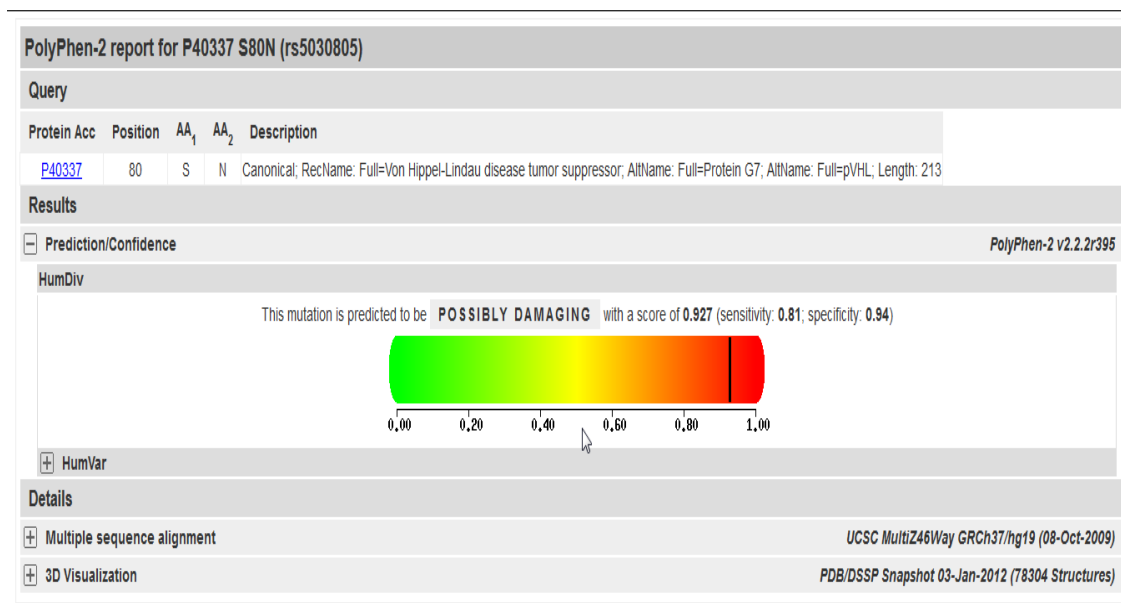 PolyPhen-2 report for P40337 S80N (rs5030805)
Query
Protein Acc Position AA1 AA2 Description
P40337 80 S N Canonical; RecName: Full=Von Hippel-Lindau disease tumor suppressor; AltName: Full=Protein G7; AltName: Full=pVHL; Length: 213
Results
Prediction/Confidence PolyPhen-2 v2.2.2r395
HumDiv
This mutation is predicted to be POSSIBLY DAMAGING with a score of 0.927 (sensitivity: 0.81; specificity: 0.94)
0,00 0,20 0,40 0,60 0,80 1,00
HumVar
Details
Multiple sequence alignment UCSC MultiZ46Way GRCh37/hg19 (08-Oct-2009)
3D Visualization PDB/DSSP Snapshot 03-Jan-2012 (78304 Structures)